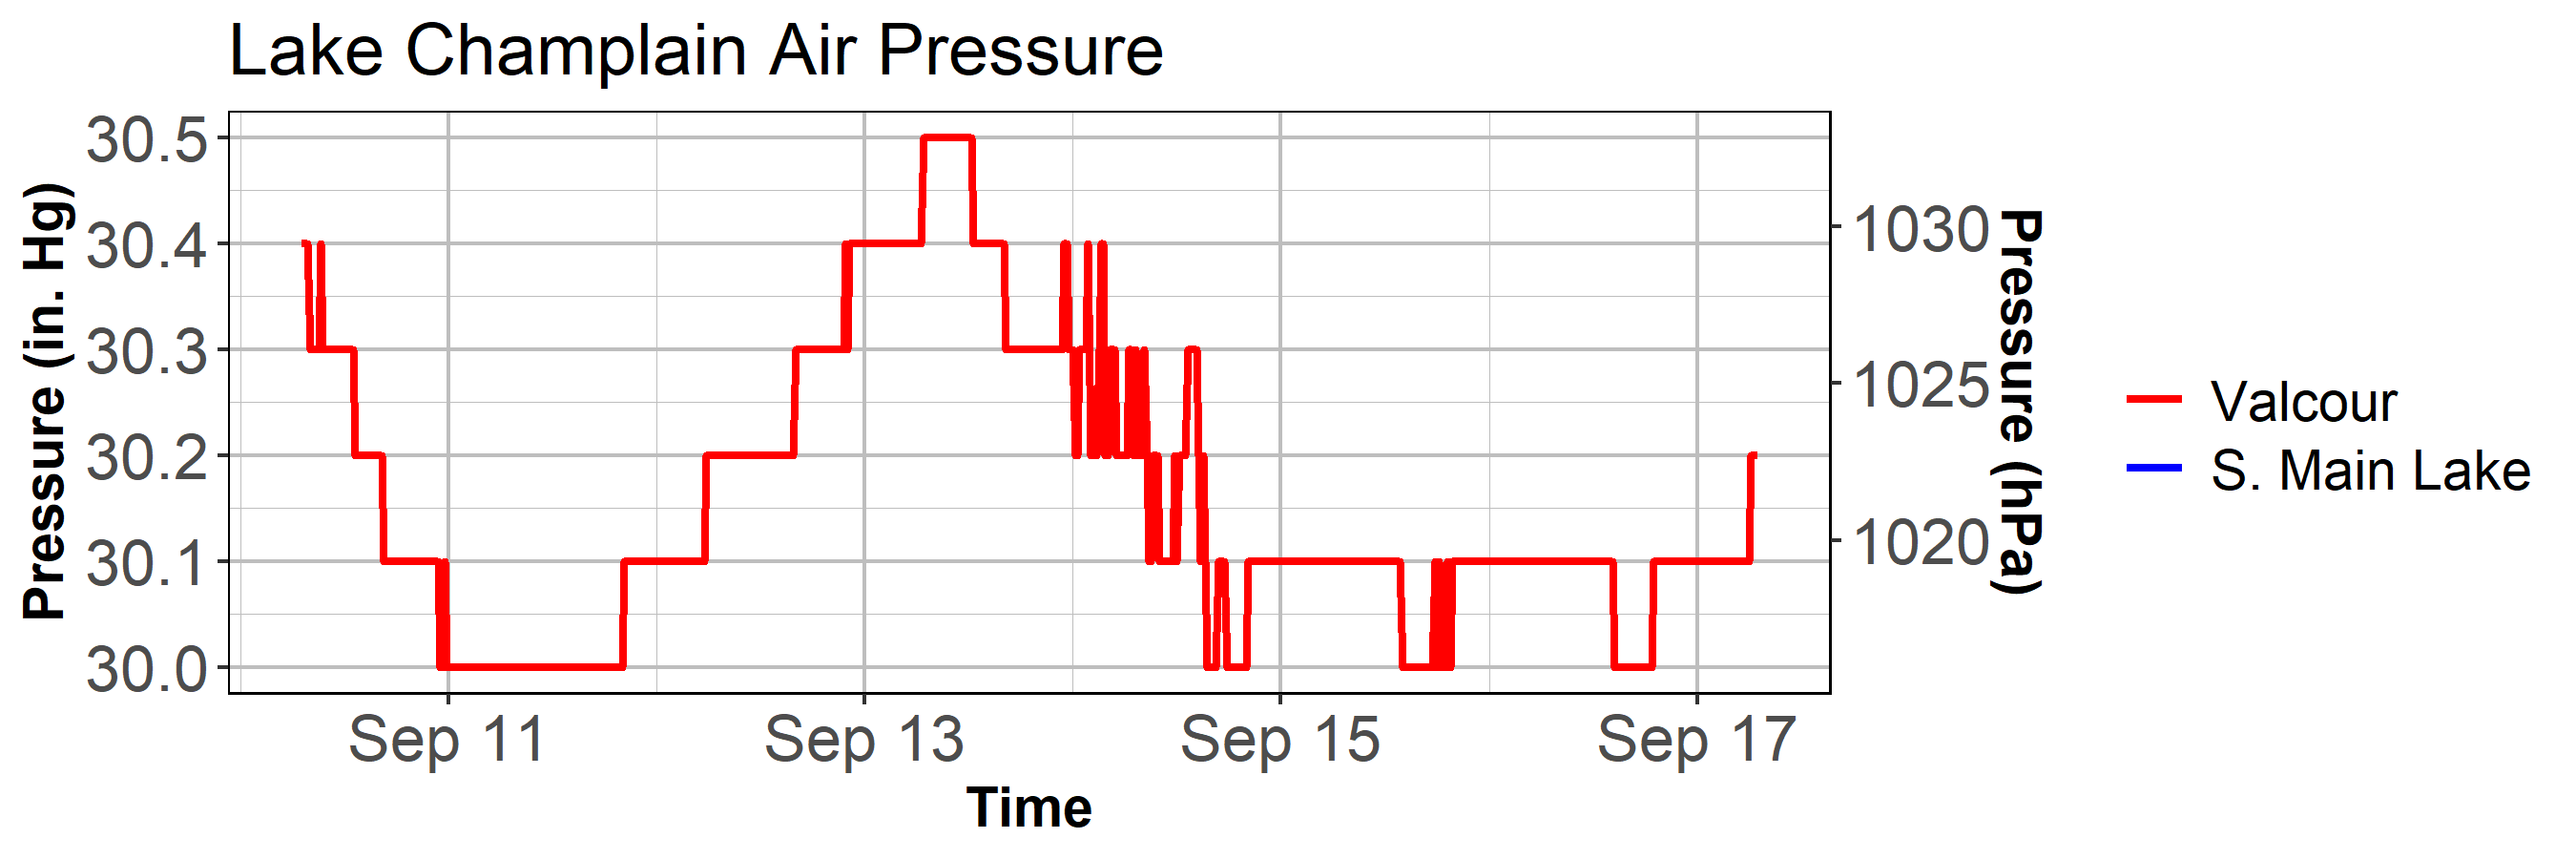 Lake Champlain Air Pressure
Pressure (in. Hg)
30.5
30.4
30.3
30.2
30.1
30.0
1030
1025
1020
Pressure (hPa)
Sep 11
Sep 13
Sep 15
Sep 17
Time
Valcour
S. Main Lake